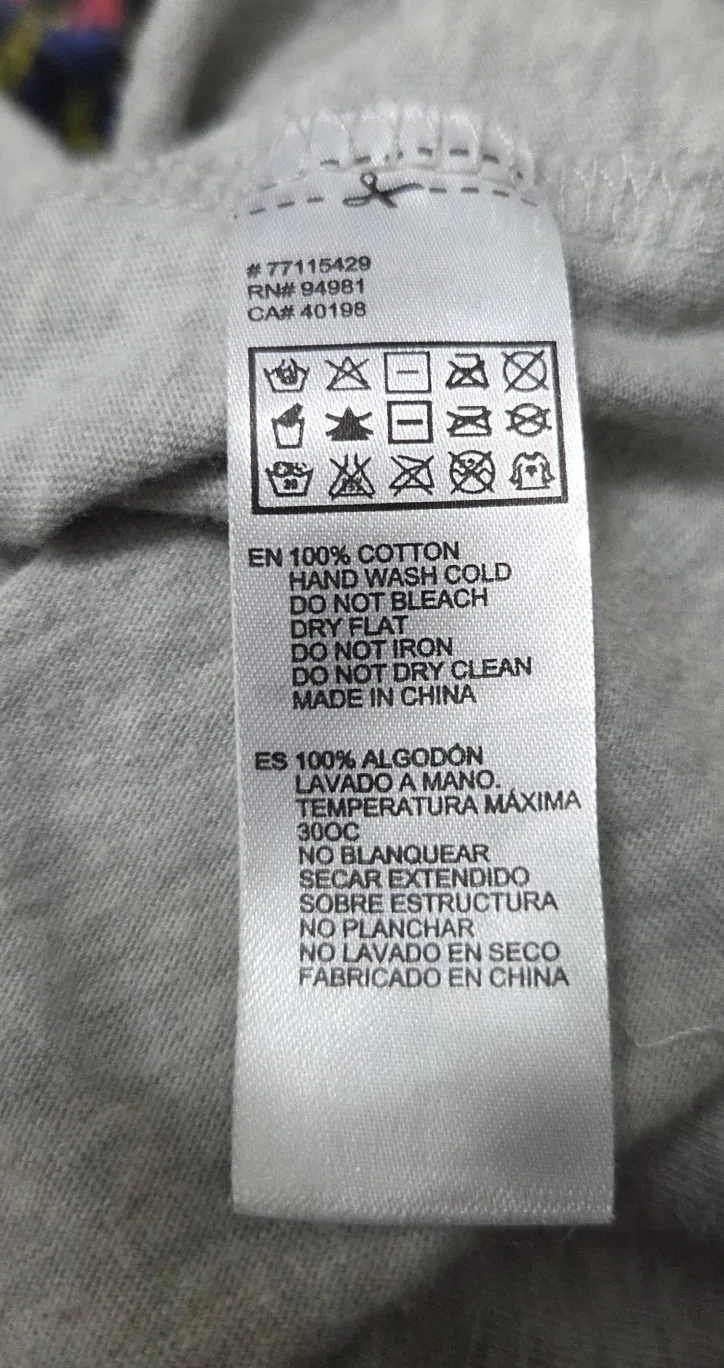 # 77115429
RN# 94981
CA# 40198
EN 100% COTTON
HAND WASH COLD
DO NOT BLEACH
DRY FLAT
DO NOT IRON
DO NOT DRY CLEAN
MADE IN CHINA
ES 100% ALGODÓN
LAVADO A MANO.
TEMPERATURA MÁXIMA
30OC
NO BLANQUEAR
SECAR EXTENDIDO
SOBRE ESTRUCTURA
NO PLANCHAR
NO LAVADO EN SECO
FABRICADO EN CHINA